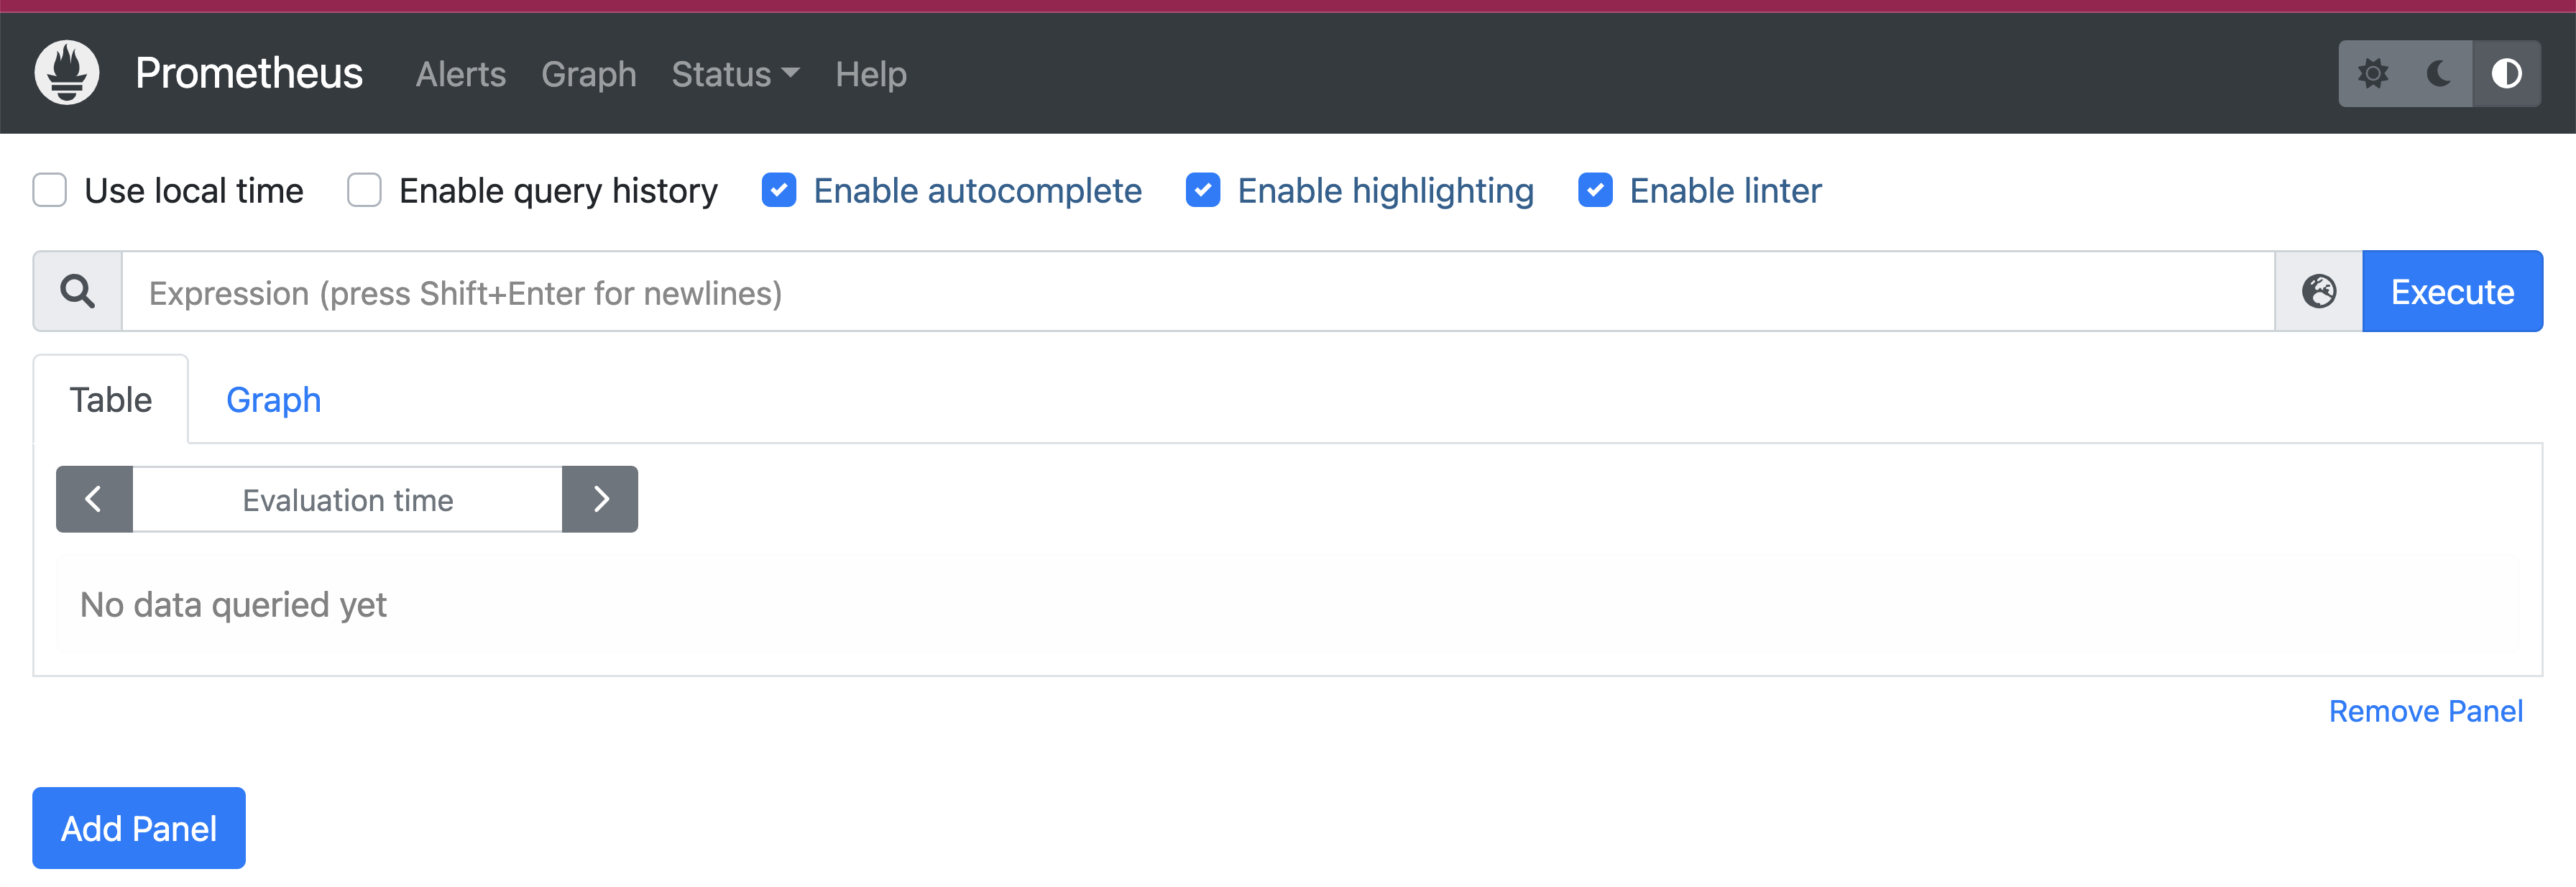 Prometheus Alerts Graph Status Help
Use local time Enable query history Enable autocomplete Enable highlighting Enable linter
Expression (press Shift+Enter for newlines) Execute
Table Graph
Evaluation time
No data queried yet
Remove Panel
Add Panel